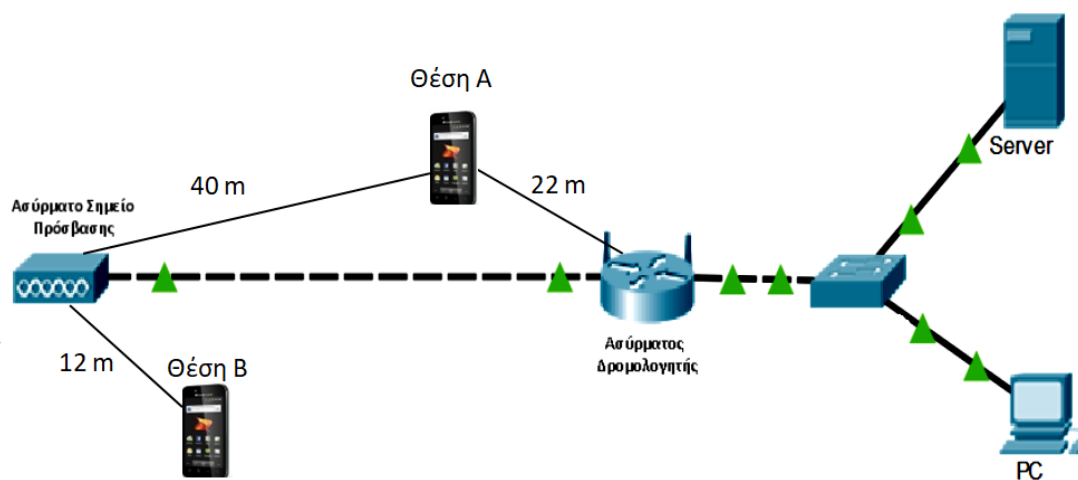 Θέση Α
Server
40 m
22 m
Ασύρματο Σημείο
Πρόσβασης
12 m
Θέση Β
Ασύρματος
Δρομολογητής
PC